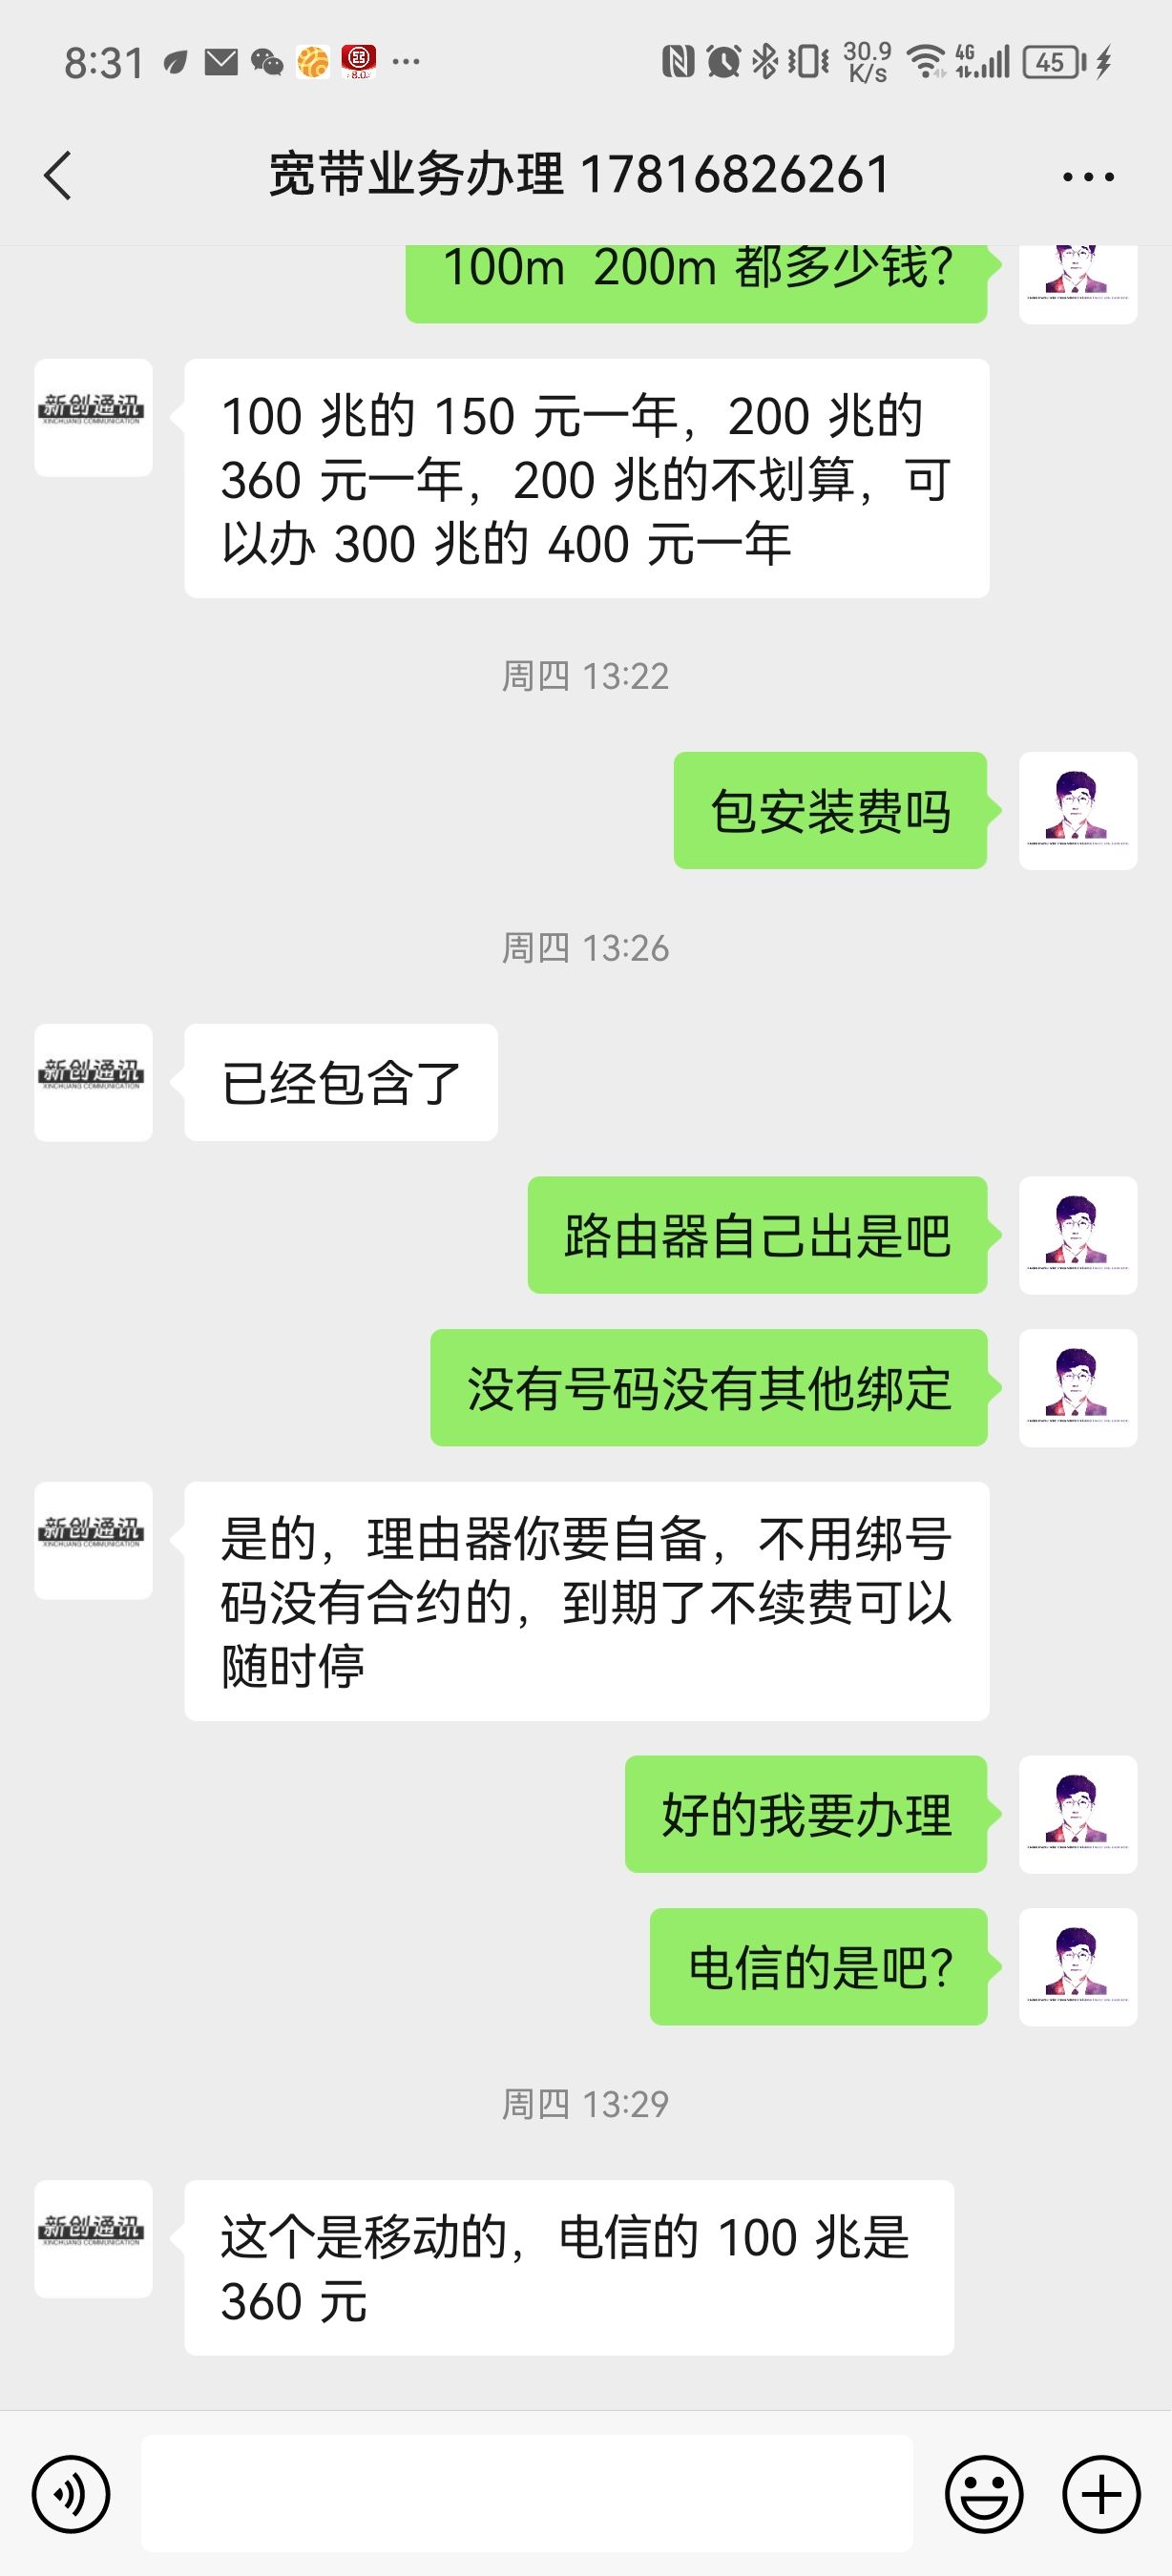 8:31
8.0
30.9
K/s
4G
45
宽带业务办理 17816826261
100m 200m 都多少钱?
新创通讯
XINCHUANG COMMUNICATION
100 兆的 150 元一年，200 兆的
360 元一年，200 兆的不划算，可
以办 300 兆的 400 元一年
周四 13:22
包安装费吗
周四 13:26
新创通讯
XINCHUANG COMMUNICATION
已经包含了
路由器自己出是吧
没有号码没有其他绑定
新创通讯
XINCHUANG COMMUNICATION
是的，理由器你要自备，不用绑号
码没有合约的，到期了不续费可以
随时停
好的我要办理
电信的是吧?
周四 13:29
新创通讯
XINCHUANG COMMUNICATION
这个是移动的，电信的 100 兆是
360 元